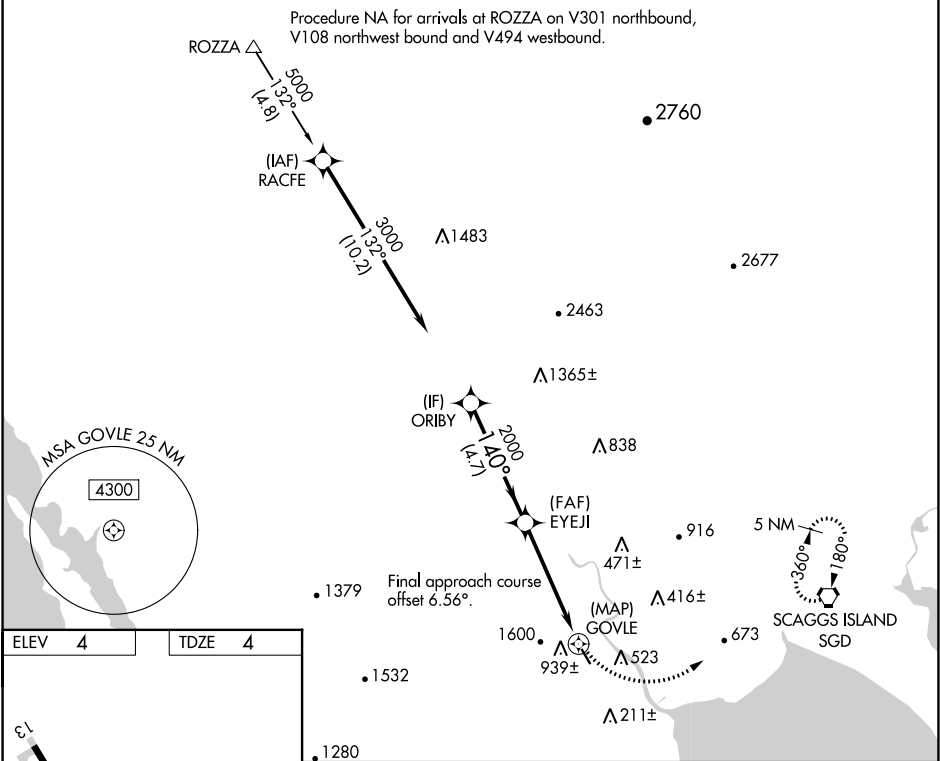 Procedure NA for arrivals at ROZZA on V301 northbound,
V108 northwest bound and V494 westbound.
ROZZA
5000
132°
(4.8)
2760
(IAF)
RACFE
3000
132°
(10.2)
1483
2677
2463
1365±
(IF)
ORIBY
2000
140°
(4.7)
838
MSA GOVLE 25 NM
4300
(FAF)
EYEJI
916
5 NM
360°
180°
471±
Final approach course
offset 6.56°.
1379
416±
(MAP)
GOVLE
SCAGGS ISLAND
SGD
1600
673
939±
523
ELEV 4
TDZE 4
1532
211±
13
1280